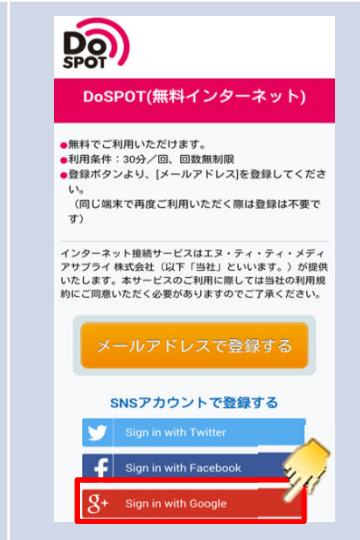 Do
SPOT
DoSPOT(無料インターネット)
●無料でご利用いただけます。
●利用条件：30分／回、回数無制限
●登録ボタンより、[メールアドレス]を登録してくださ
い。
（同じ端末で再度ご利用いただく際は登録は不要で
す）
インターネット接続サービスはエヌ・ティ・ティ・メディ
アサプライ 株式会社（以下「当社」といいます。）が提供
いたします。本サービスのご利用に際しては当社の利用規
約にご同意いただく必要がありますのでご了承ください。
メールアドレスで登録する
SNSアカウントで登録する
Sign in with Twitter
f Sign in with Facebook
g+ Sign in with Google